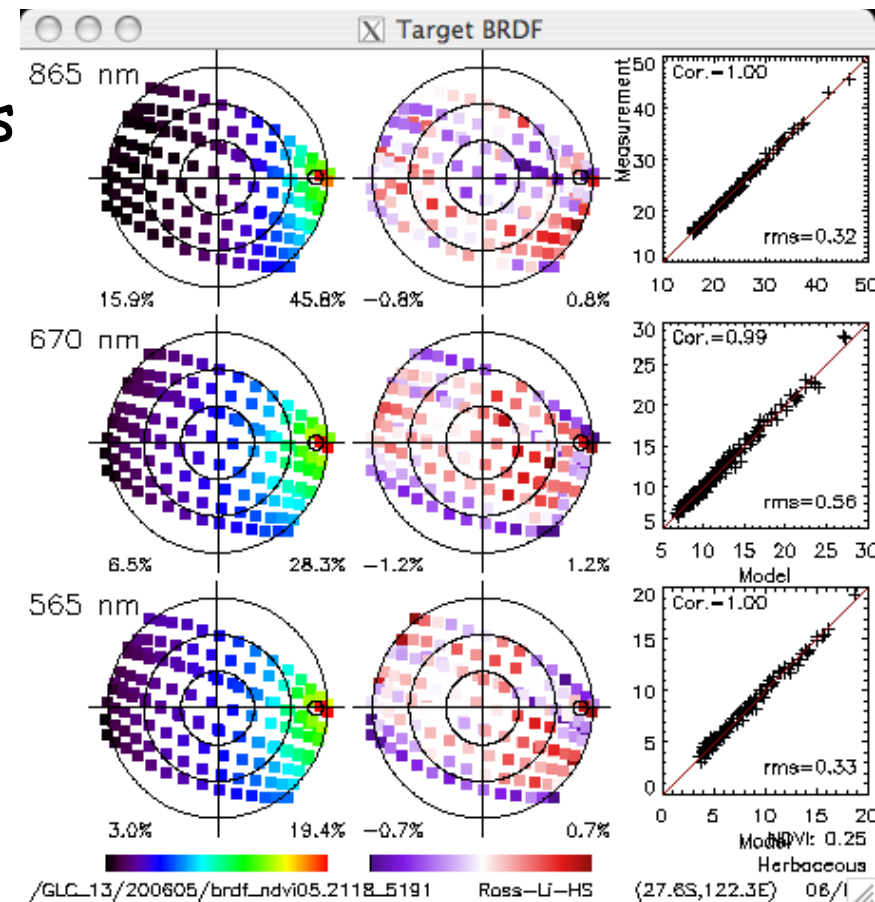 X Target BRDF
s
865 nm
15.9% 45.8% −0.8% 0.8%
Measurement
50
40
30
20
10
Cor.=1.00
rms=0.32
10 20 30 40 50
670 nm
6.5% 28.3% −1.2% 1.2%
30
25
20
15
10
5
Cor.=0.99
rms=0.56
5 10 15 20 25 30
Model
565 nm
3.0% 19.4% −0.7% 0.7%
20
15
10
5
0
Cor.=1.00
rms=0.33
0 5 10 15 20
Model
NDVI: 0.25
Herbaceous
/GLC_13/200605/brdf_ndvi05.2118_5191 Ross-Li-HS (27.6S,122.3E) 06/